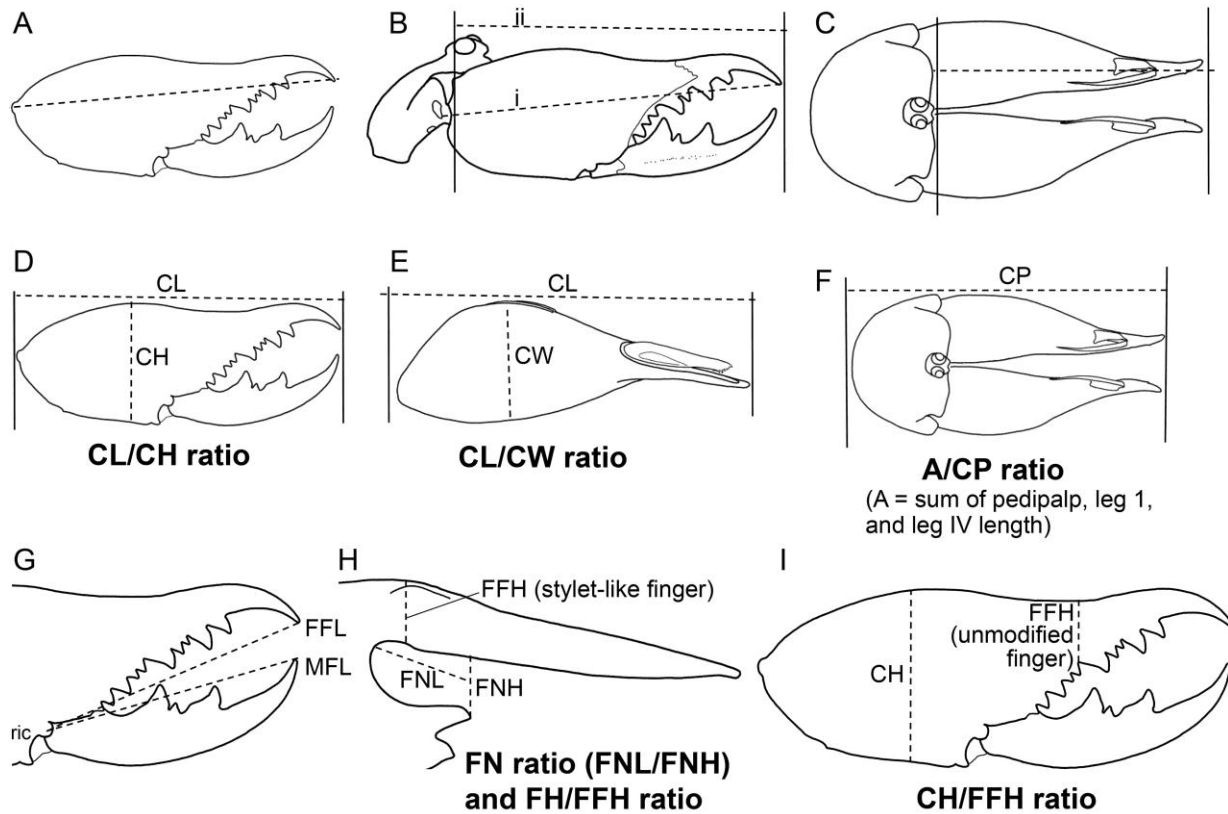 A
B
ii
i
C
D
CL
CH
CL/CH ratio
E
CL
CW
CL/CW ratio
F
CP
A/CP ratio
(A = sum of pedipalp, leg 1,
and leg IV length)
G
FFL
MFL
ric
H
FFH (stylet-like finger)
FNL
FNH
FN ratio (FNL/FNH)
and FH/FFH ratio
I
FFH
(unmodified
finger)
CH
CH/FFH ratio